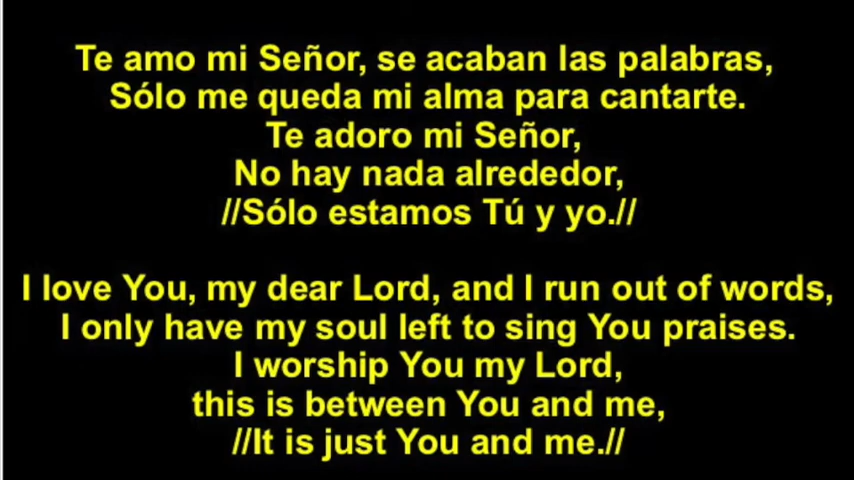 Te amo mi Señor, se acaban las palabras,
Sólo me queda mi alma para cantarte.
Te adoro mi Señor,
No hay nada alrededor,
//Sólo estamos Tú y yo.//
I love You, my dear Lord, and I run out of words,
I only have my soul left to sing You praises.
I worship You my Lord,
this is between You and me,
//It is just You and me.//